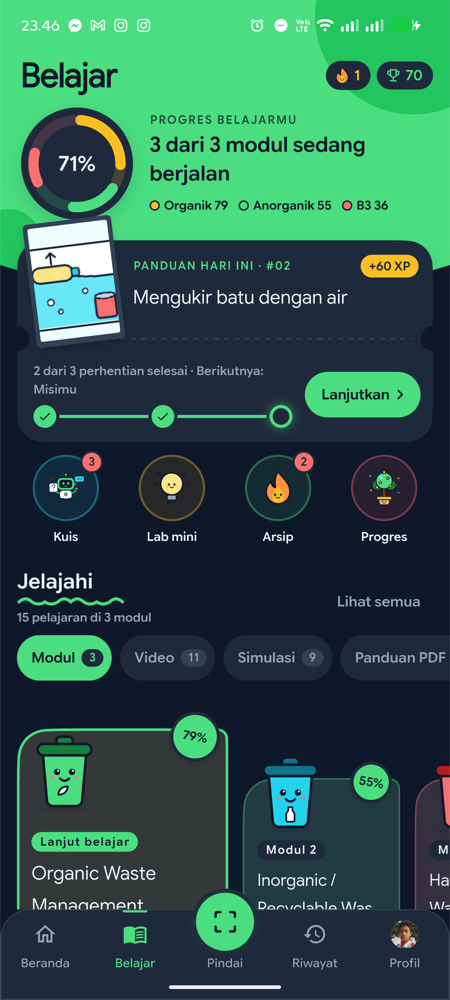 23.46
VoLTE
Belajar
1
70
PROGRES BELAJARMU
71%
3 dari 3 modul sedang
berjalan
Organik 79
Anorganik 55
B3 36
PANDUAN HARI INI · #02
+60 XP
Mengukir batu dengan air
2 dari 3 perhentian selesai · Berikutnya:
Misimu
Lanjutkan
3
2
Kuis
Lab mini
Arsip
Progres
Jelajahi
15 pelajaran di 3 modul
Lihat semua
Modul 3
Video 11
Simulasi 9
Panduan PDF
79%
55%
Lanjut belajar
Modul 2
M
Organic Waste
Management
Inorganic /
Recyclable Was
Ha
Wa
Beranda
Belajar
Pindai
Riwayat
Profil